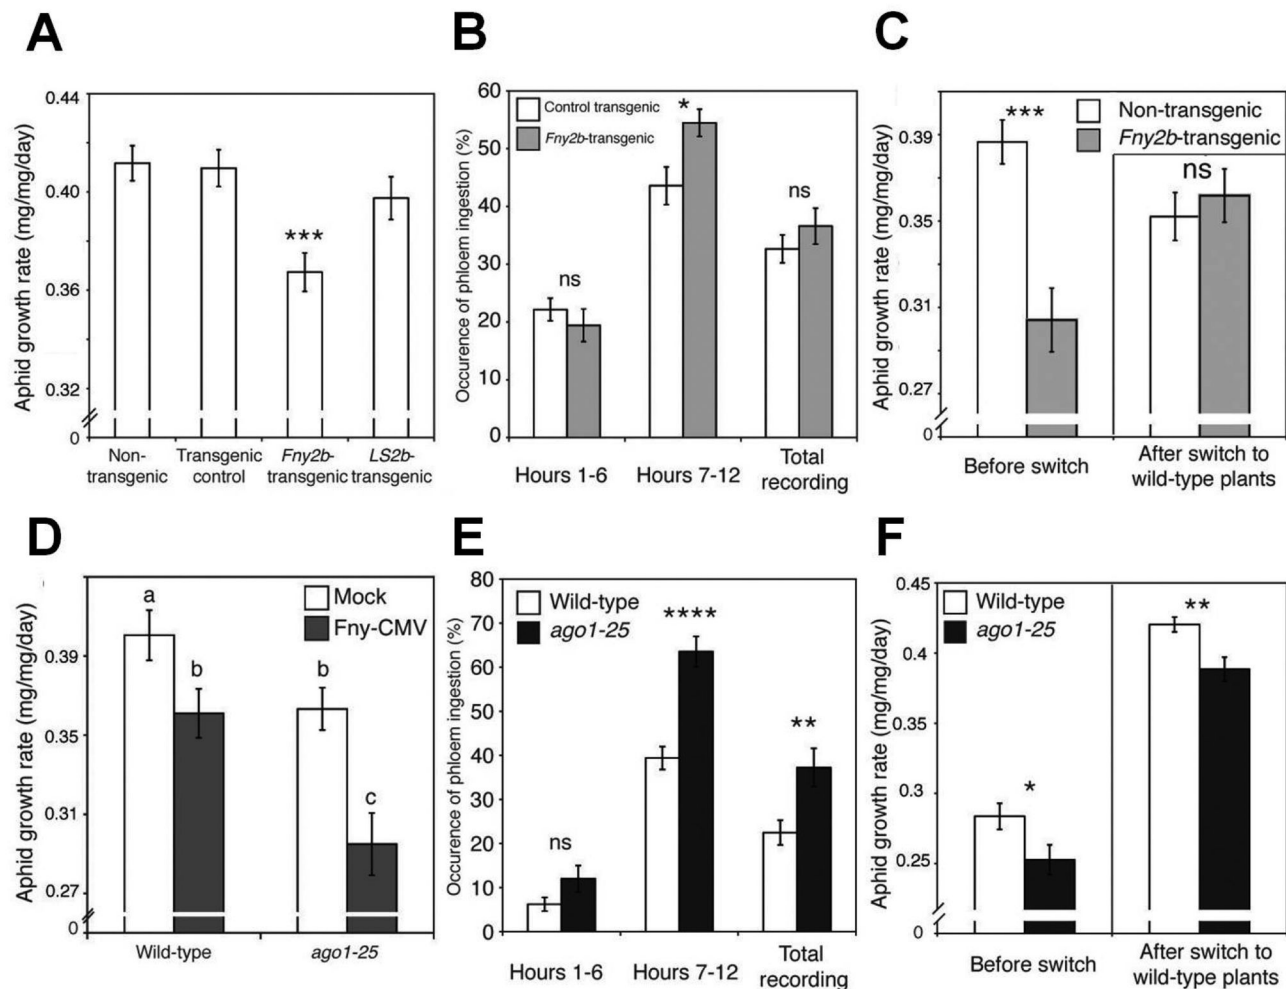 A
Aphid growth rate (mg/mg/day)
0.44
0.40
0.36
0.32
0
***
Non-
transgenic
Transgenic
control
Fny2b-
transgenic
LS2b-
transgenic
B
Occurence of phloem ingestion (%)
60
50
40
30
20
10
0
Control transgenic
Fny2b-transgenic
ns
*
ns
Hours 1-6
Hours 7-12
Total
recording
C
Aphid growth rate (mg/mg/day)
0.39
0.35
0.31
0.27
0
Non-transgenic
Fny2b-transgenic
***
ns
Before switch
After switch to
wild-type plants
D
Aphid growth rate (mg/mg/day)
0.39
0.35
0.31
0.27
0
Mock
Fny-CMV
a
b
b
c
Wild-type
ago1-25
E
Occurence of phloem ingestion (%)
80
70
60
50
40
30
20
10
0
Wild-type
ago1-25
ns
****
**
Hours 1-6
Hours 7-12
Total
recording
F
Aphid growth rate (mg/mg/day)
0.45
0.4
0.35
0.3
0.25
0
Wild-type
ago1-25
*
**
Before switch
After switch to
wild-type plants